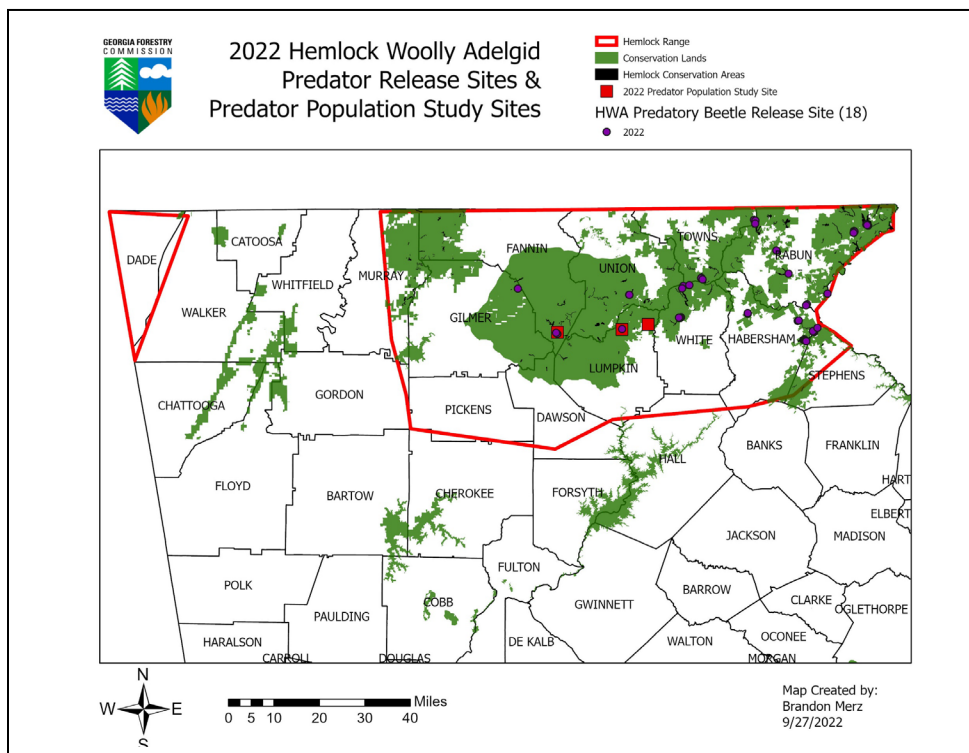 GEORGIA FORESTRY
COMMISSION
2022 Hemlock Woolly Adelgid
Predator Release Sites &
Predator Population Study Sites
Hemlock Range
Conservation Lands
Hemlock Conservation Areas
2022 Predator Population Study Site
HWA Predatory Beetle Release Site (18)
2022
DADE
CATOOSA
WHITFIELD
WALKER
MURRAY
FANNIN
UNION
TOWNS
RABUN
GILMER
LUMPKIN
WHITE
HABERSHAM
STEPHENS
CHATTOOGA
GORDON
PICKENS
DAWSON
BANKS
FRANKLIN
HALL
HART
FLOYD
BARTOW
CHEROKEE
FORSYTH
ELBERT
JACKSON
MADISON
POLK
FULTON
PAULDING
COBB
GWINNETT
BARROW
CLARKE
OGLETHORPE
HARALSON
CARROLL
DOUGLAS
DE KALB
WALTON
OCONEE
MORGAN
N
W E
S
0 5 10 20 30 40 Miles
Map Created by:
Brandon Merz
9/27/2022